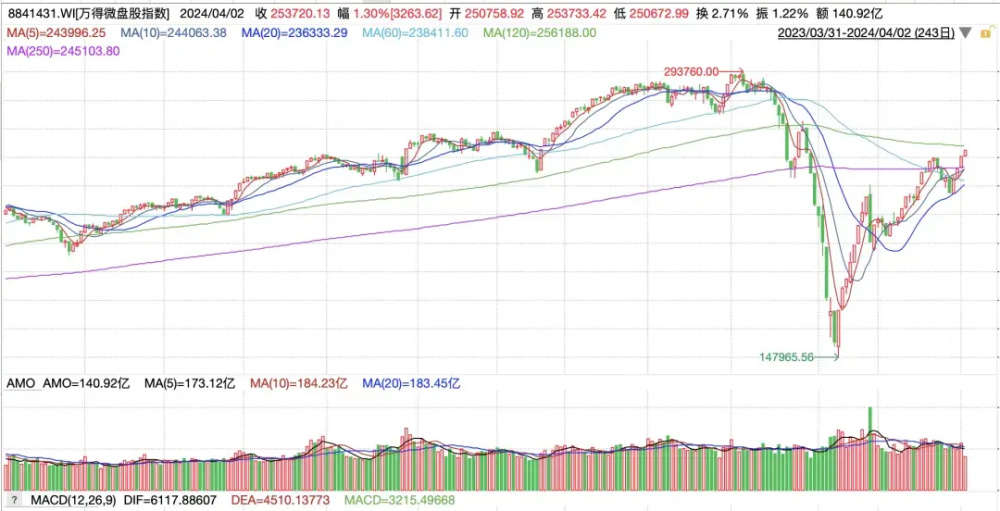 8841431.WI[万得微盘股指数] 2024/04/02 收 253720.13 幅 1.30%[3263.62] 开 250758.92 高 253733.42 低 250672.99 换 2.71% 振 1.22% 额 140.92亿
MA(5)=243996.25 MA(10)=244063.38 MA(20)=236333.29 MA(60)=238411.60 MA(120)=256188.00 2023/03/31-2024/04/02 (243日)
MA(250)=245103.80
293760.00
147965.56
AMO AMO=140.92亿 MA(5)=173.12亿 MA(10)=184.23亿 MA(20)=183.45亿
? MACD(12,26,9) DIF=6117.88607 DEA=4510.13773 MACD=3215.49668